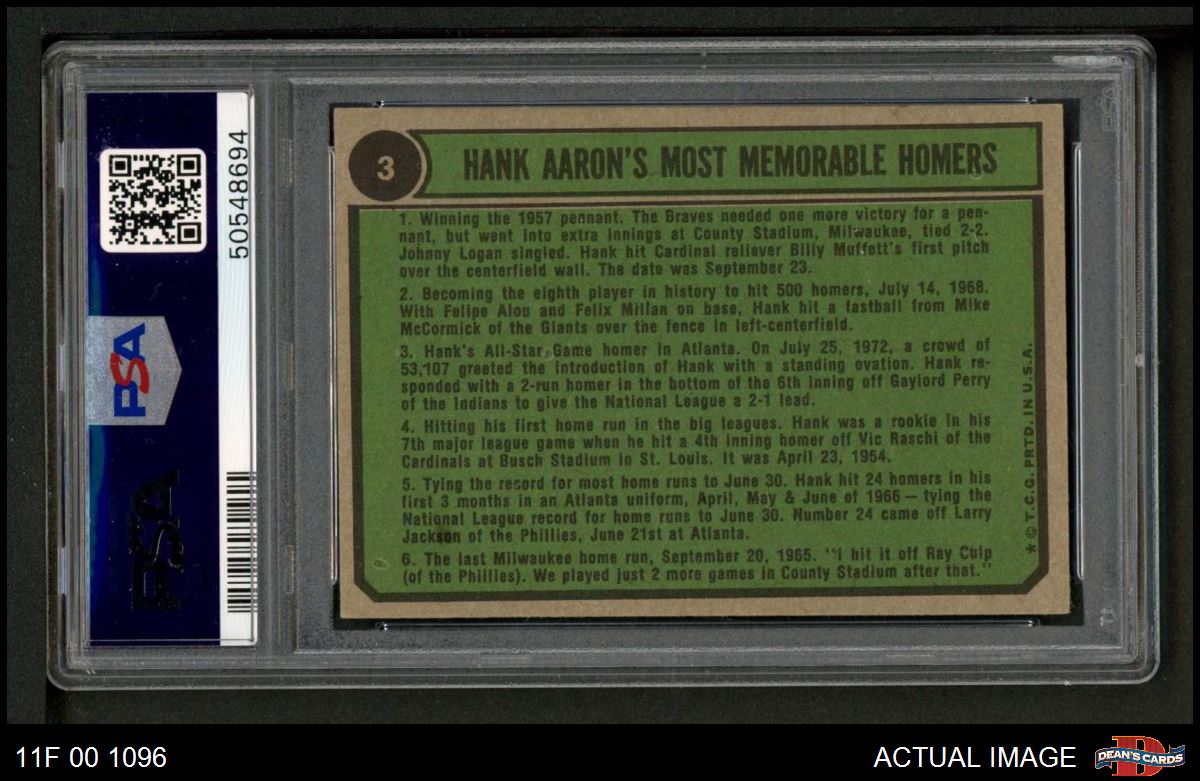 50548694
PSA
PSA
3
HANK AARON'S MOST MEMORABLE HOMERS
1. Winning the 1957 pennant. The Braves needed one more victory for a pen-
nant, but went into extra innings at County Stadium, Milwaukee, tied 2-2.
Johnny Logan singled. Hank hit Cardinal reliever Billy Muffett's first pitch
over the centerfield wall. The date was September 23.
2. Becoming the eighth player in history to hit 500 homers, July 14, 1968.
With Felipe Alou and Felix Millan on base, Hank hit a fastball from Mike
McCormick of the Giants over the fence in left-centerfield.
3. Hank's All-Star Game homer in Atlanta. On July 25, 1972, a crowd of
53,107 greeted the introduction of Hank with a standing ovation. Hank re-
sponded with a 2-run homer in the bottom of the 6th inning off Gaylord Perry
of the Indians to give the National League a 2-1 lead.
4. Hitting his first home run in the big leagues. Hank was a rookie in his
7th major league game when he hit a 4th inning homer off Vic Raschi of the
Cardinals at Busch Stadium in St. Louis. It was April 23, 1954.
5. Tying the record for most home runs to June 30. Hank hit 24 homers in his
first 3 months in an Atlanta uniform, April, May & June of 1966 — tying the
National League record for home runs to June 30. Number 24 came off Larry
Jackson of the Phillies, June 21st at Atlanta.
6. The last Milwaukee home run, September 20, 1965. "I hit it off Ray Culp
(of the Phillies). We played just 2 more games in County Stadium after that."
* © T.C.G. PRTD. IN U.S.A.
11F 00 1096
ACTUAL IMAGE
D
DEAN'S CARDS